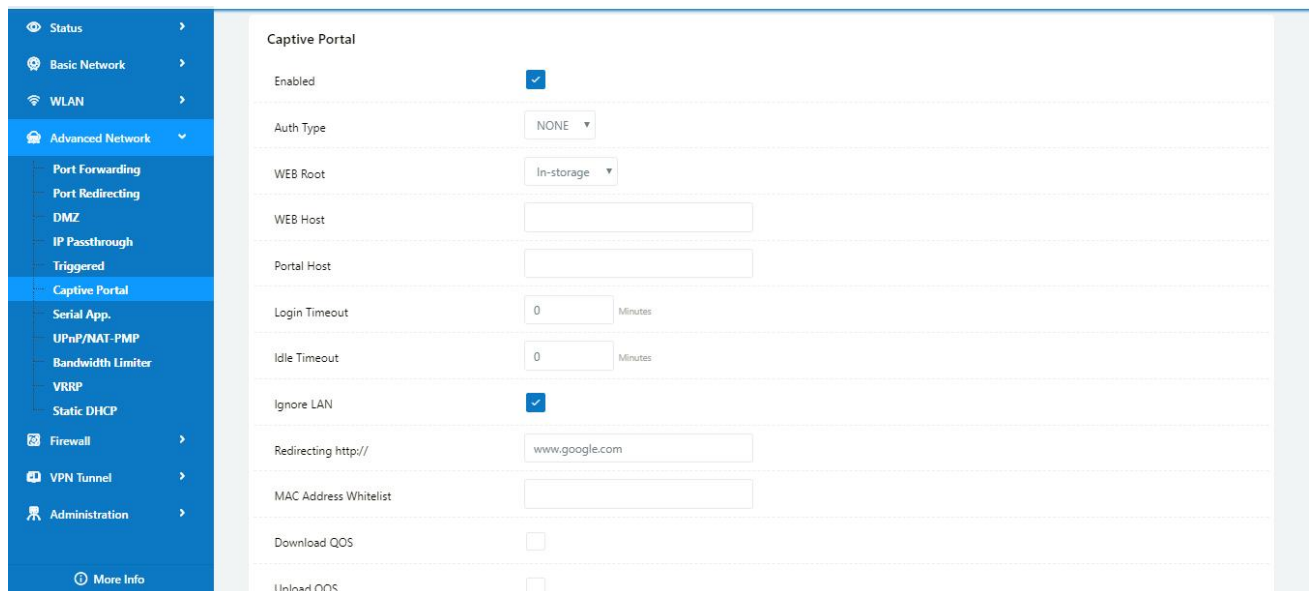 Status
Basic Network
WLAN
Advanced Network
Port Forwarding
Port Redirecting
DMZ
IP Passthrough
Triggered
Captive Portal
Serial App.
UPnP/NAT-PMP
Bandwidth Limiter
VRRP
Static DHCP
Firewall
VPN Tunnel
Administration
More Info
Captive Portal
Enabled
Auth Type NONE
WEB Root In-storage
WEB Host
Portal Host
Login Timeout 0 Minutes
Idle Timeout 0 Minutes
Ignore LAN
Redirecting http:// www.google.com
MAC Address Whitelist
Download QOS
Upload QOS